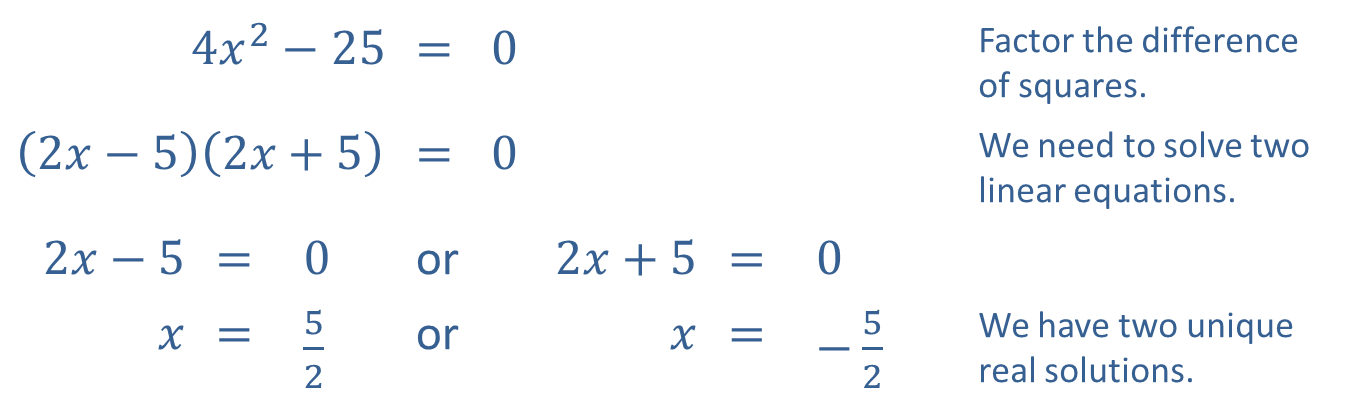 4x² − 25 = 0 Factor the difference
of squares.
(2x − 5)(2x + 5) = 0 We need to solve two
linear equations.
2x − 5 = 0 or 2x + 5 = 0
x = 5/2 or x = − 5/2 We have two unique
real solutions.